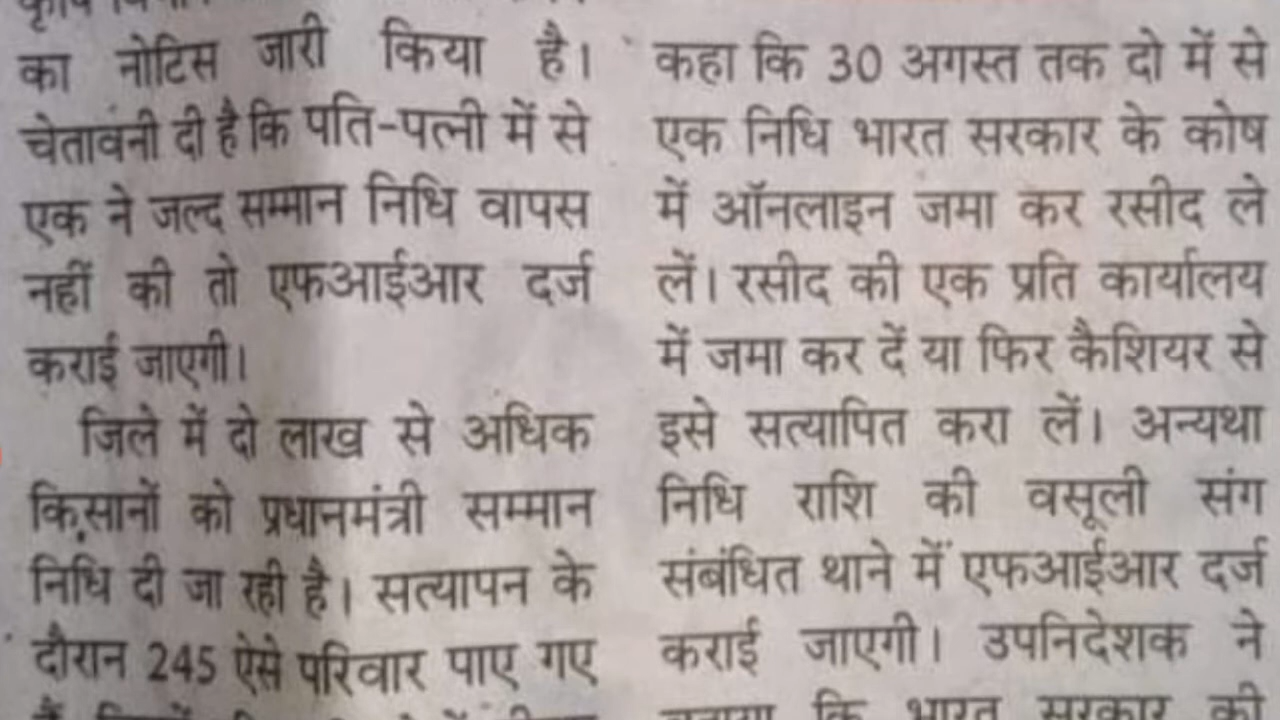 का नोटिस जारी किया है।
चेतावनी दी है कि पति-पत्नी में से
एक ने जल्द सम्मान निधि वापस
नहीं की तो एफआईआर दर्ज
कराई जाएगी।
जिले में दो लाख से अधिक
किसानों को प्रधानमंत्री सम्मान
निधि दी जा रही है। सत्यापन के
दौरान 245 ऐसे परिवार पाए गए
कहा कि 30 अगस्त तक दो में से
एक निधि भारत सरकार के कोष
में ऑनलाइन जमा कर रसीद ले
लें। रसीद की एक प्रति कार्यालय
में जमा कर दें या फिर कैशियर से
इसे सत्यापित करा लें। अन्यथा
निधि राशि की वसूली संग
संबंधित थाने में एफआईआर दर्ज
कराई जाएगी। उपनिदेशक ने
कि भारत सरकार की